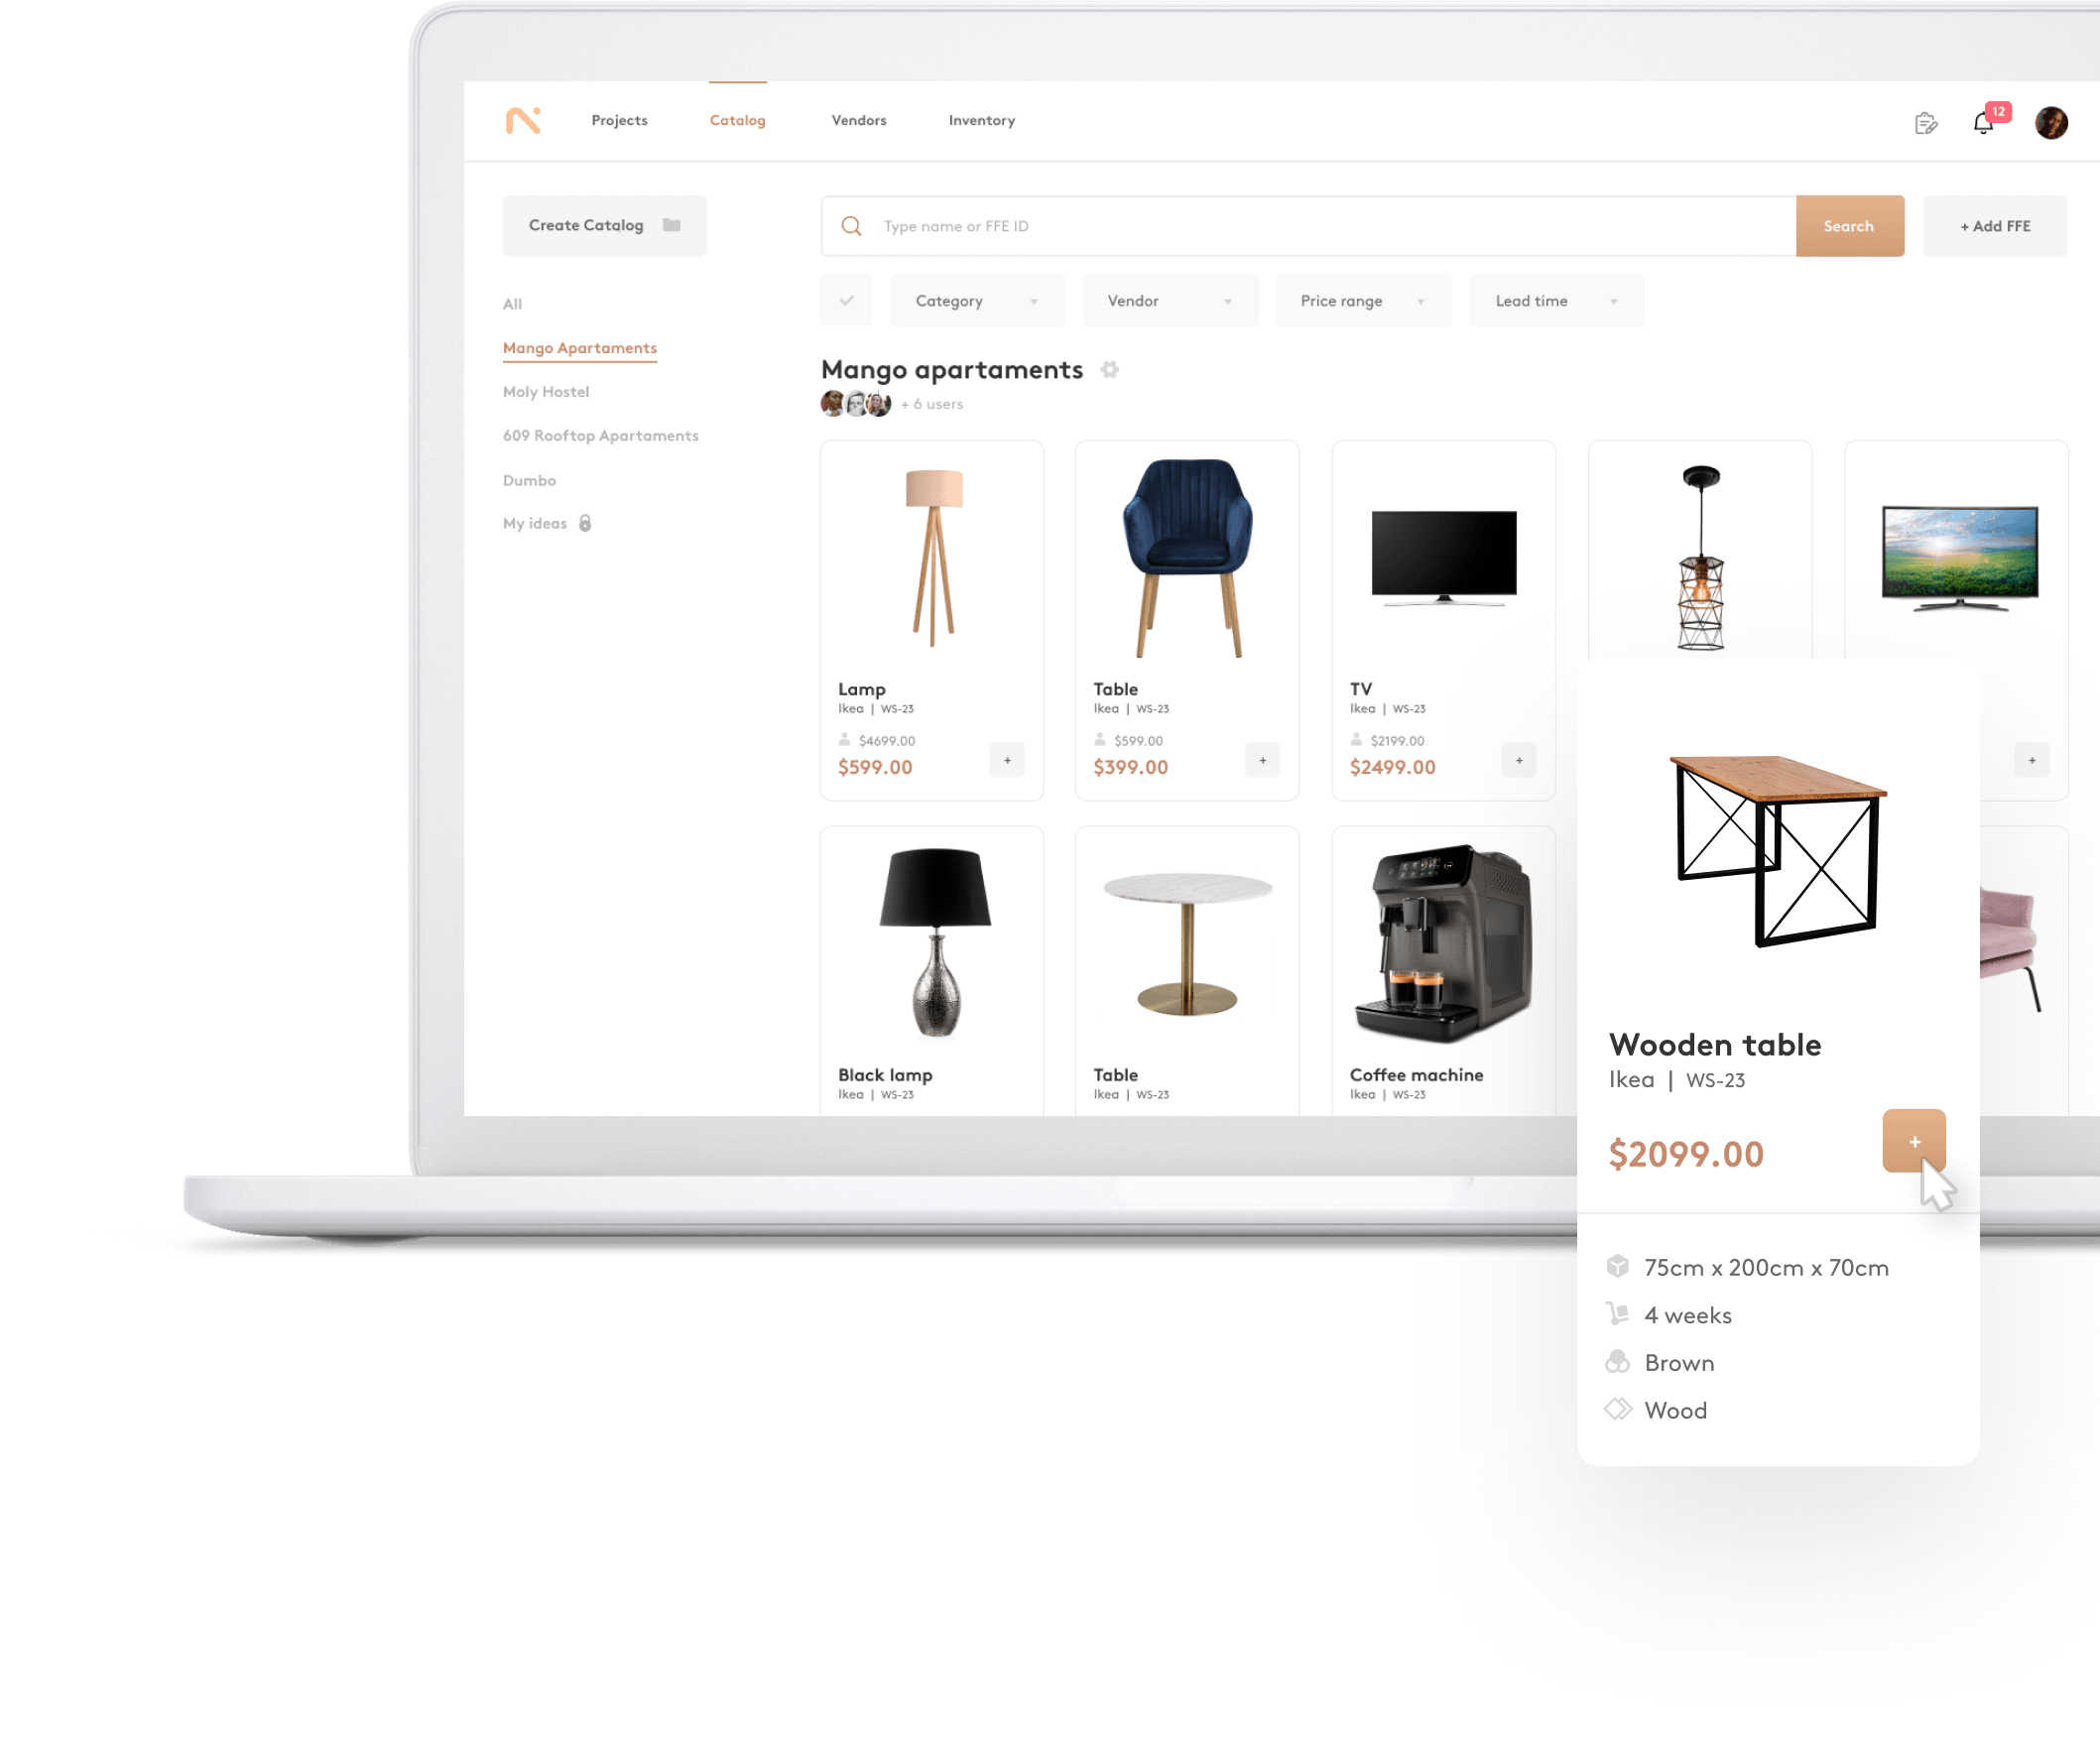 Projects
Catalog
Vendors
Inventory
12
Create Catalog
Type name or FFE ID
Search
+ Add FFE
All
Mango Apartaments
Moly Hostel
609 Rooftop Apartaments
Dumbo
My ideas
Category
Vendor
Price range
Lead time
Mango apartaments
+ 6 users
Lamp
Ikea | WS-23
$4699.00
$599.00
+
Table
Ikea | WS-23
$599.00
$399.00
+
TV
Ikea | WS-23
$2199.00
$2499.00
+
+
Black lamp
Ikea | WS-23
Table
Ikea | WS-23
Coffee machine
Ikea | WS-23
Wooden table
Ikea | WS-23
$2099.00
+
75cm x 200cm x 70cm
4 weeks
Brown
Wood